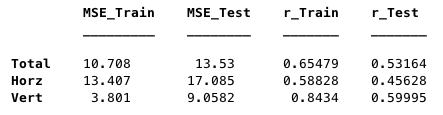 MSE_Train MSE_Test r_Train r_Test
Total 10.708 13.53 0.65479 0.53164
Horz 13.407 17.085 0.58828 0.45628
Vert 3.801 9.0582 0.8434 0.59995